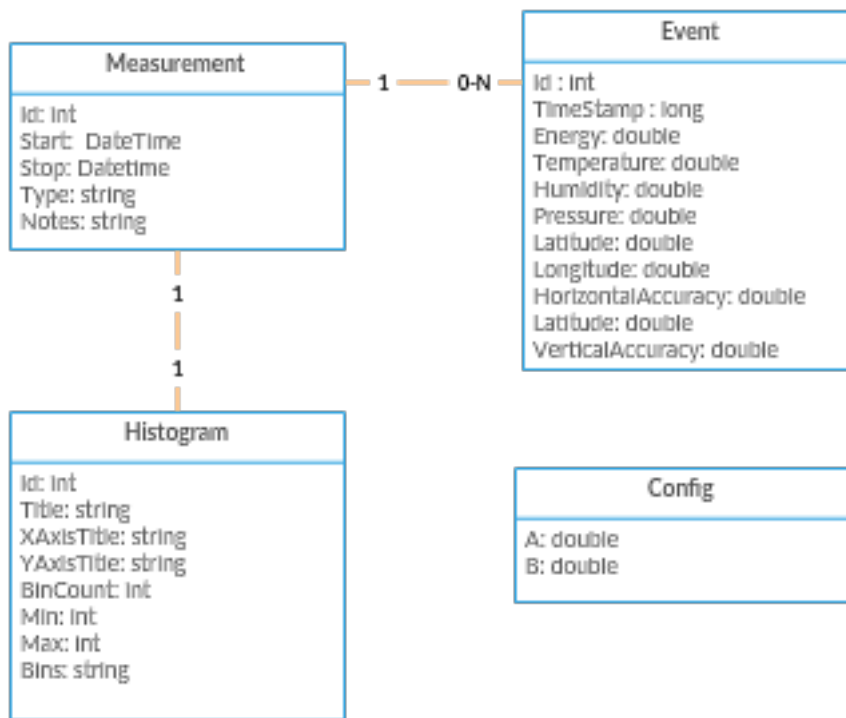 Measurement
Id: int
Start:  DateTime
Stop: Datetime
Type: string
Notes: string
1
0-N
Event
Id : int
TimeStamp : long
Energy: double
Temperature: double
Humidity: double
Pressure: double
Latitude: double
Longitude: double
HorizontalAccuracy: double
Latitude: double
VerticalAccuracy: double
1
1
Histogram
Id: int
Title: string
XAxisTitle: string
YAxisTitle: string
BinCount: int
Min: int
Max: int
Bins: string
Config
A: double
B: double